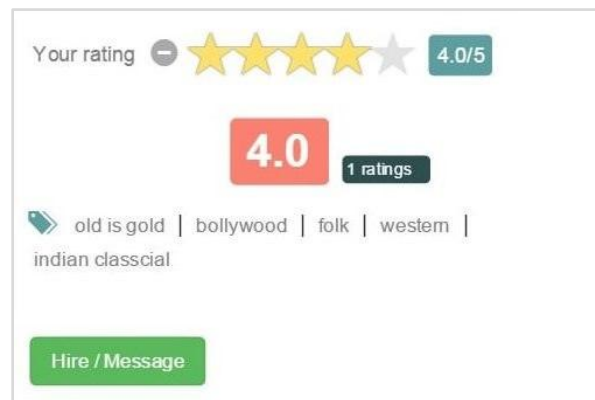 Your rating 4.0/5
4.0 1 ratings
old is gold | bollywood | folk | western |
indian classcial
Hire / Message